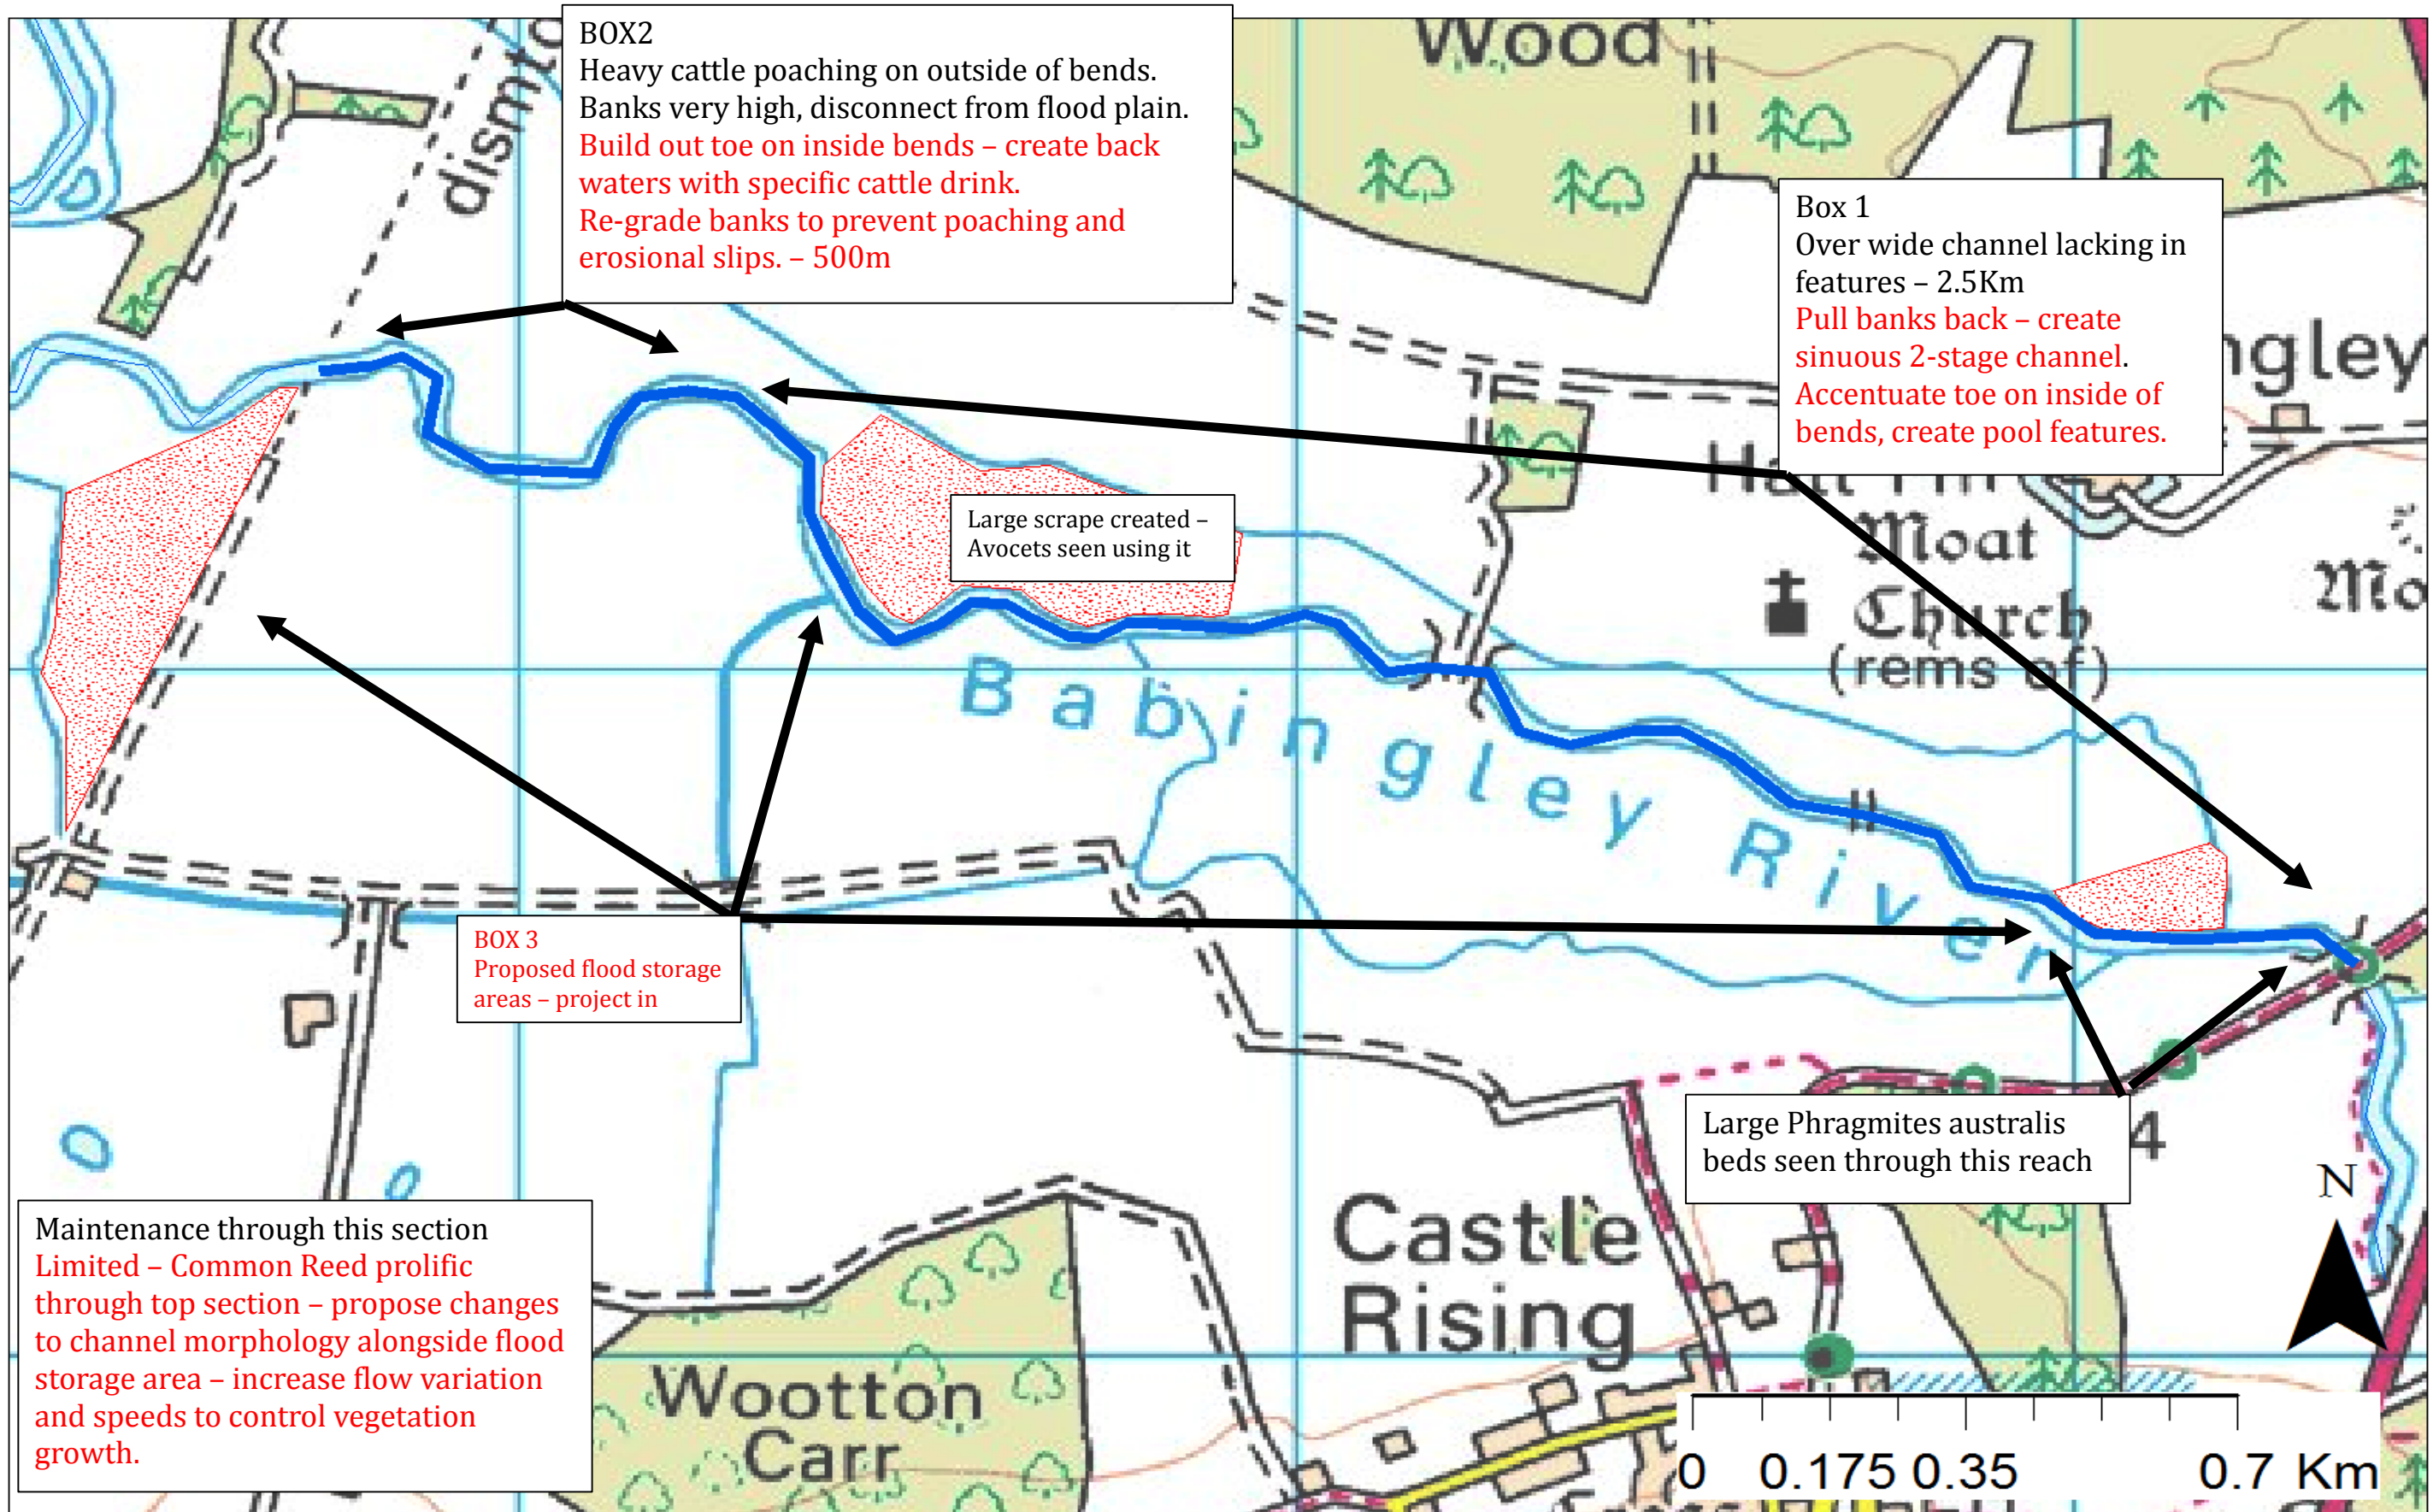 BOX2
Heavy cattle poaching on outside of bends.
Banks very high, disconnect from flood plain.
Build out toe on inside bends – create back
waters with specific cattle drink.
Re-grade banks to prevent poaching and
erosional slips. – 500m
Wood
Box 1
Over wide channel lacking in
features – 2.5Km
Pull banks back – create
sinuous 2-stage channel.
Accentuate toe on inside of
bends, create pool features.
Large scrape created –
Avocets seen using it
Moat
Church
(rems of)
Babingley River
BOX 3
Proposed flood storage
areas – project in
Large Phragmites australis
beds seen through this reach
4
N
Maintenance through this section
Limited – Common Reed prolific
through top section – propose changes
to channel morphology alongside flood
storage area – increase flow variation
and speeds to control vegetation
growth.
Castle
Rising
Wootton
Carr
0 0.175 0.35 0.7 Km